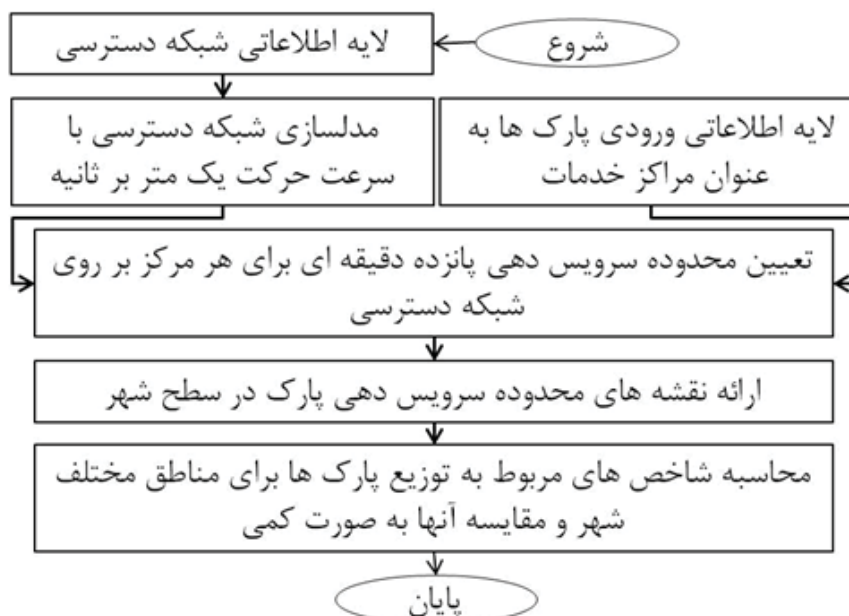 شروع
لایه اطلاعاتی شبکه دسترسی
مدلسازی شبکه دسترسی با
سرعت حرکت یک متر بر ثانیه
لایه اطلاعاتی ورودی پارک ها به
عنوان مراکز خدمات
تعیین محدوده سرویس دهی پانزده دقیقه ای برای هر مرکز بر روی
شبکه دسترسی
ارائه نقشه های محدوده سرویس دهی پارک در سطح شهر
محاسبه شاخص های مربوط به توزیع پارک ها برای مناطق مختلف
شهر و مقایسه آنها به صورت کمی
پایان